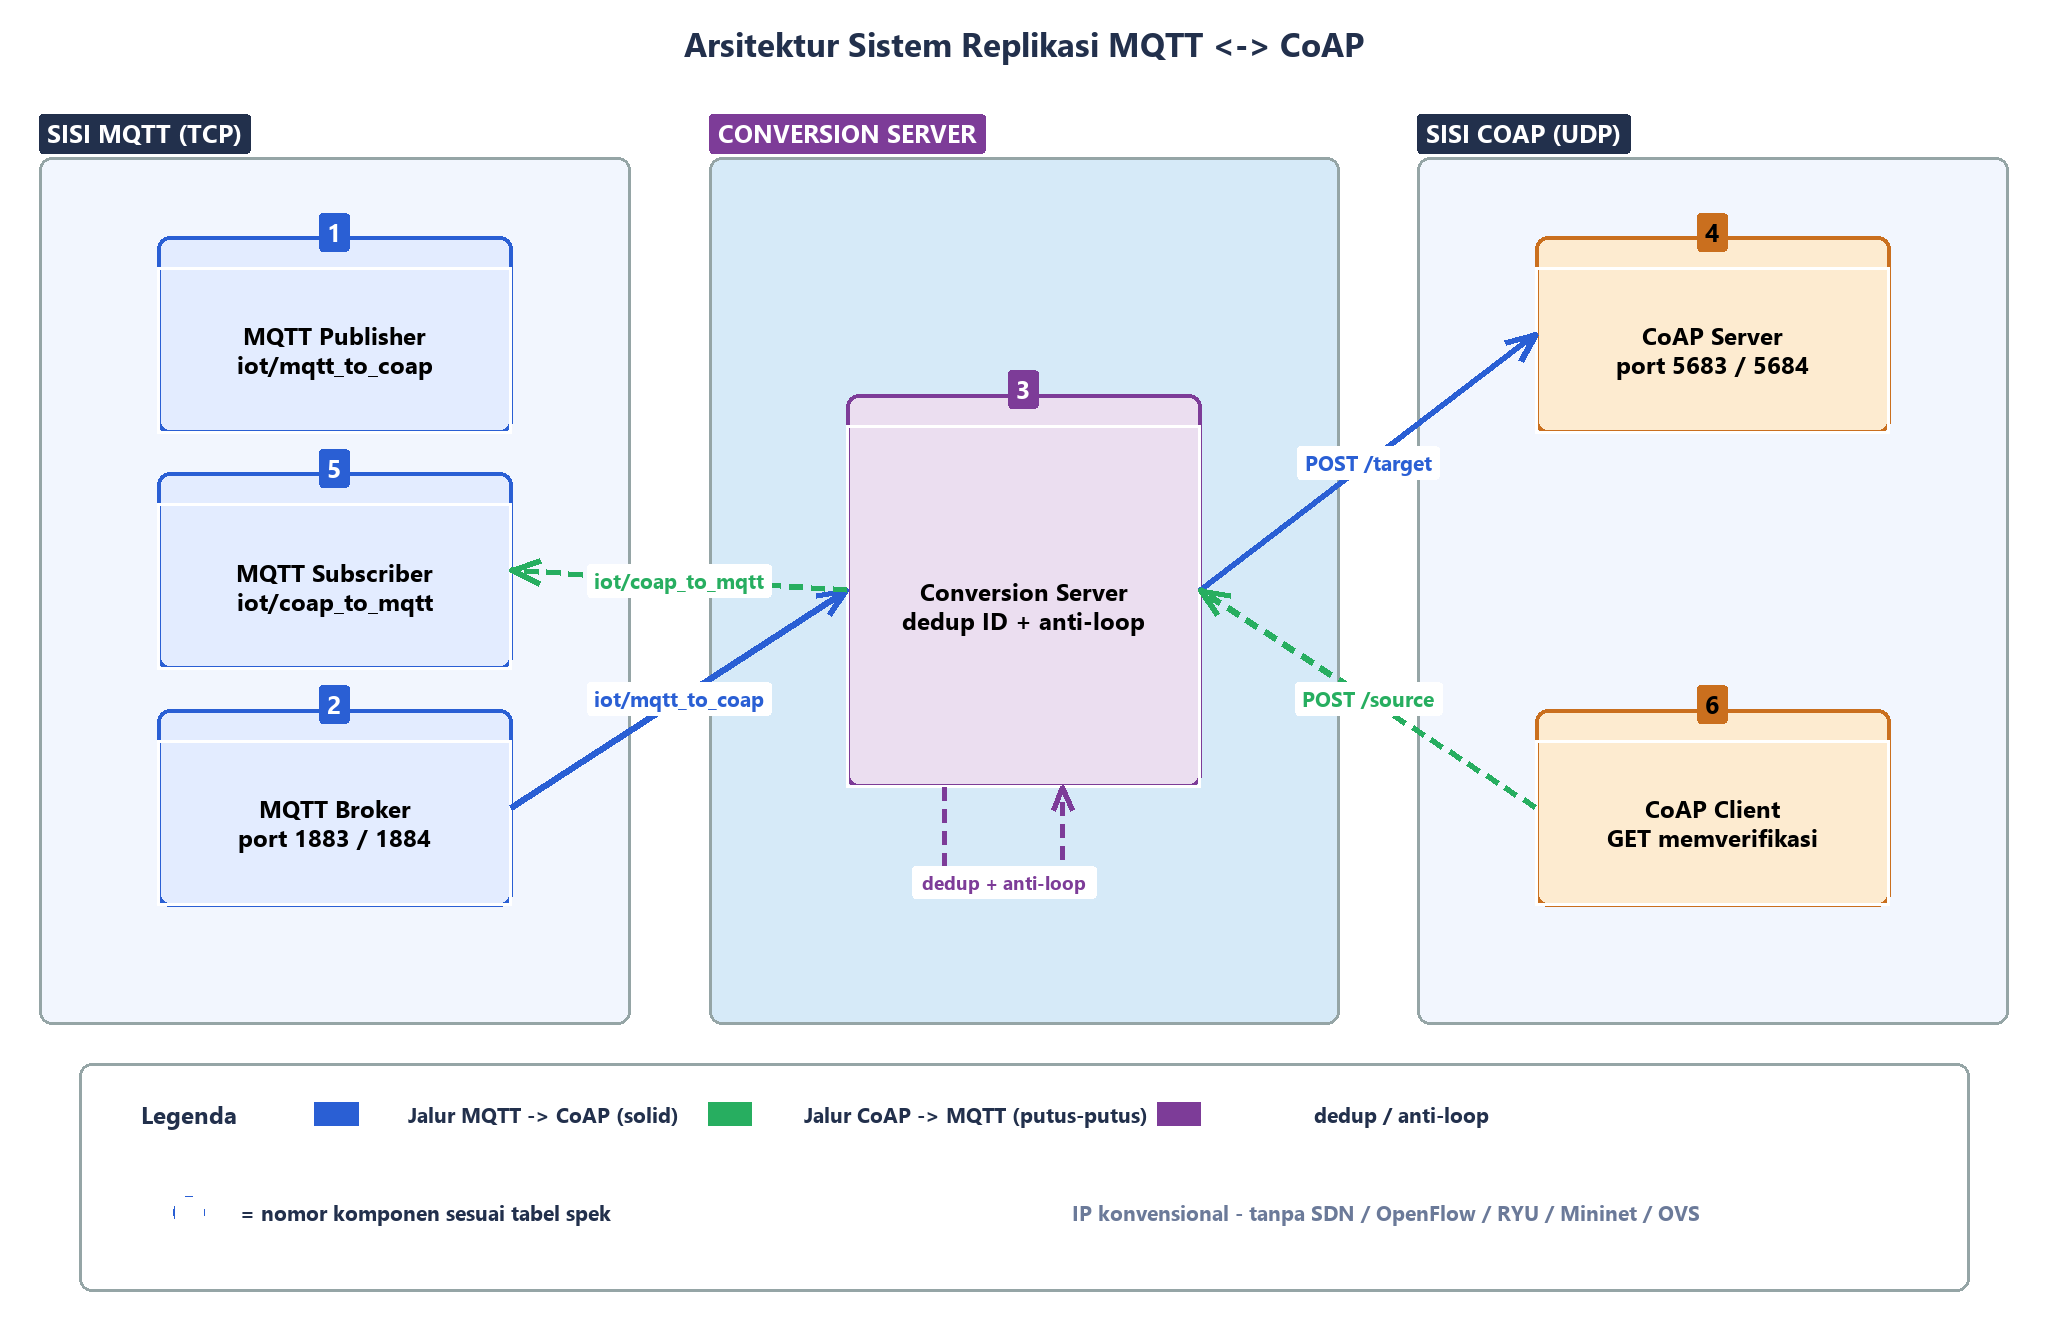 Arsitektur Sistem Replikasi MQTT <-> CoAP
SISI MQTT (TCP)
1
MQTT Publisher
iot/mqtt_to_coap
5
MQTT Subscriber
iot/coap_to_mqtt
2
MQTT Broker
port 1883 / 1884
iot/coap_to_mqtt
iot/mqtt_to_coap
CONVERSION SERVER
3
Conversion Server
dedup ID + anti-loop
dedup + anti-loop
POST /target
POST /source
SISI COAP (UDP)
4
CoAP Server
port 5683 / 5684
6
CoAP Client
GET memverifikasi
Legenda
Jalur MQTT -> CoAP (solid)
Jalur CoAP -> MQTT (putus-putus)
dedup / anti-loop
= nomor komponen sesuai tabel spek
IP konvensional - tanpa SDN / OpenFlow / RYU / Mininet / OVS